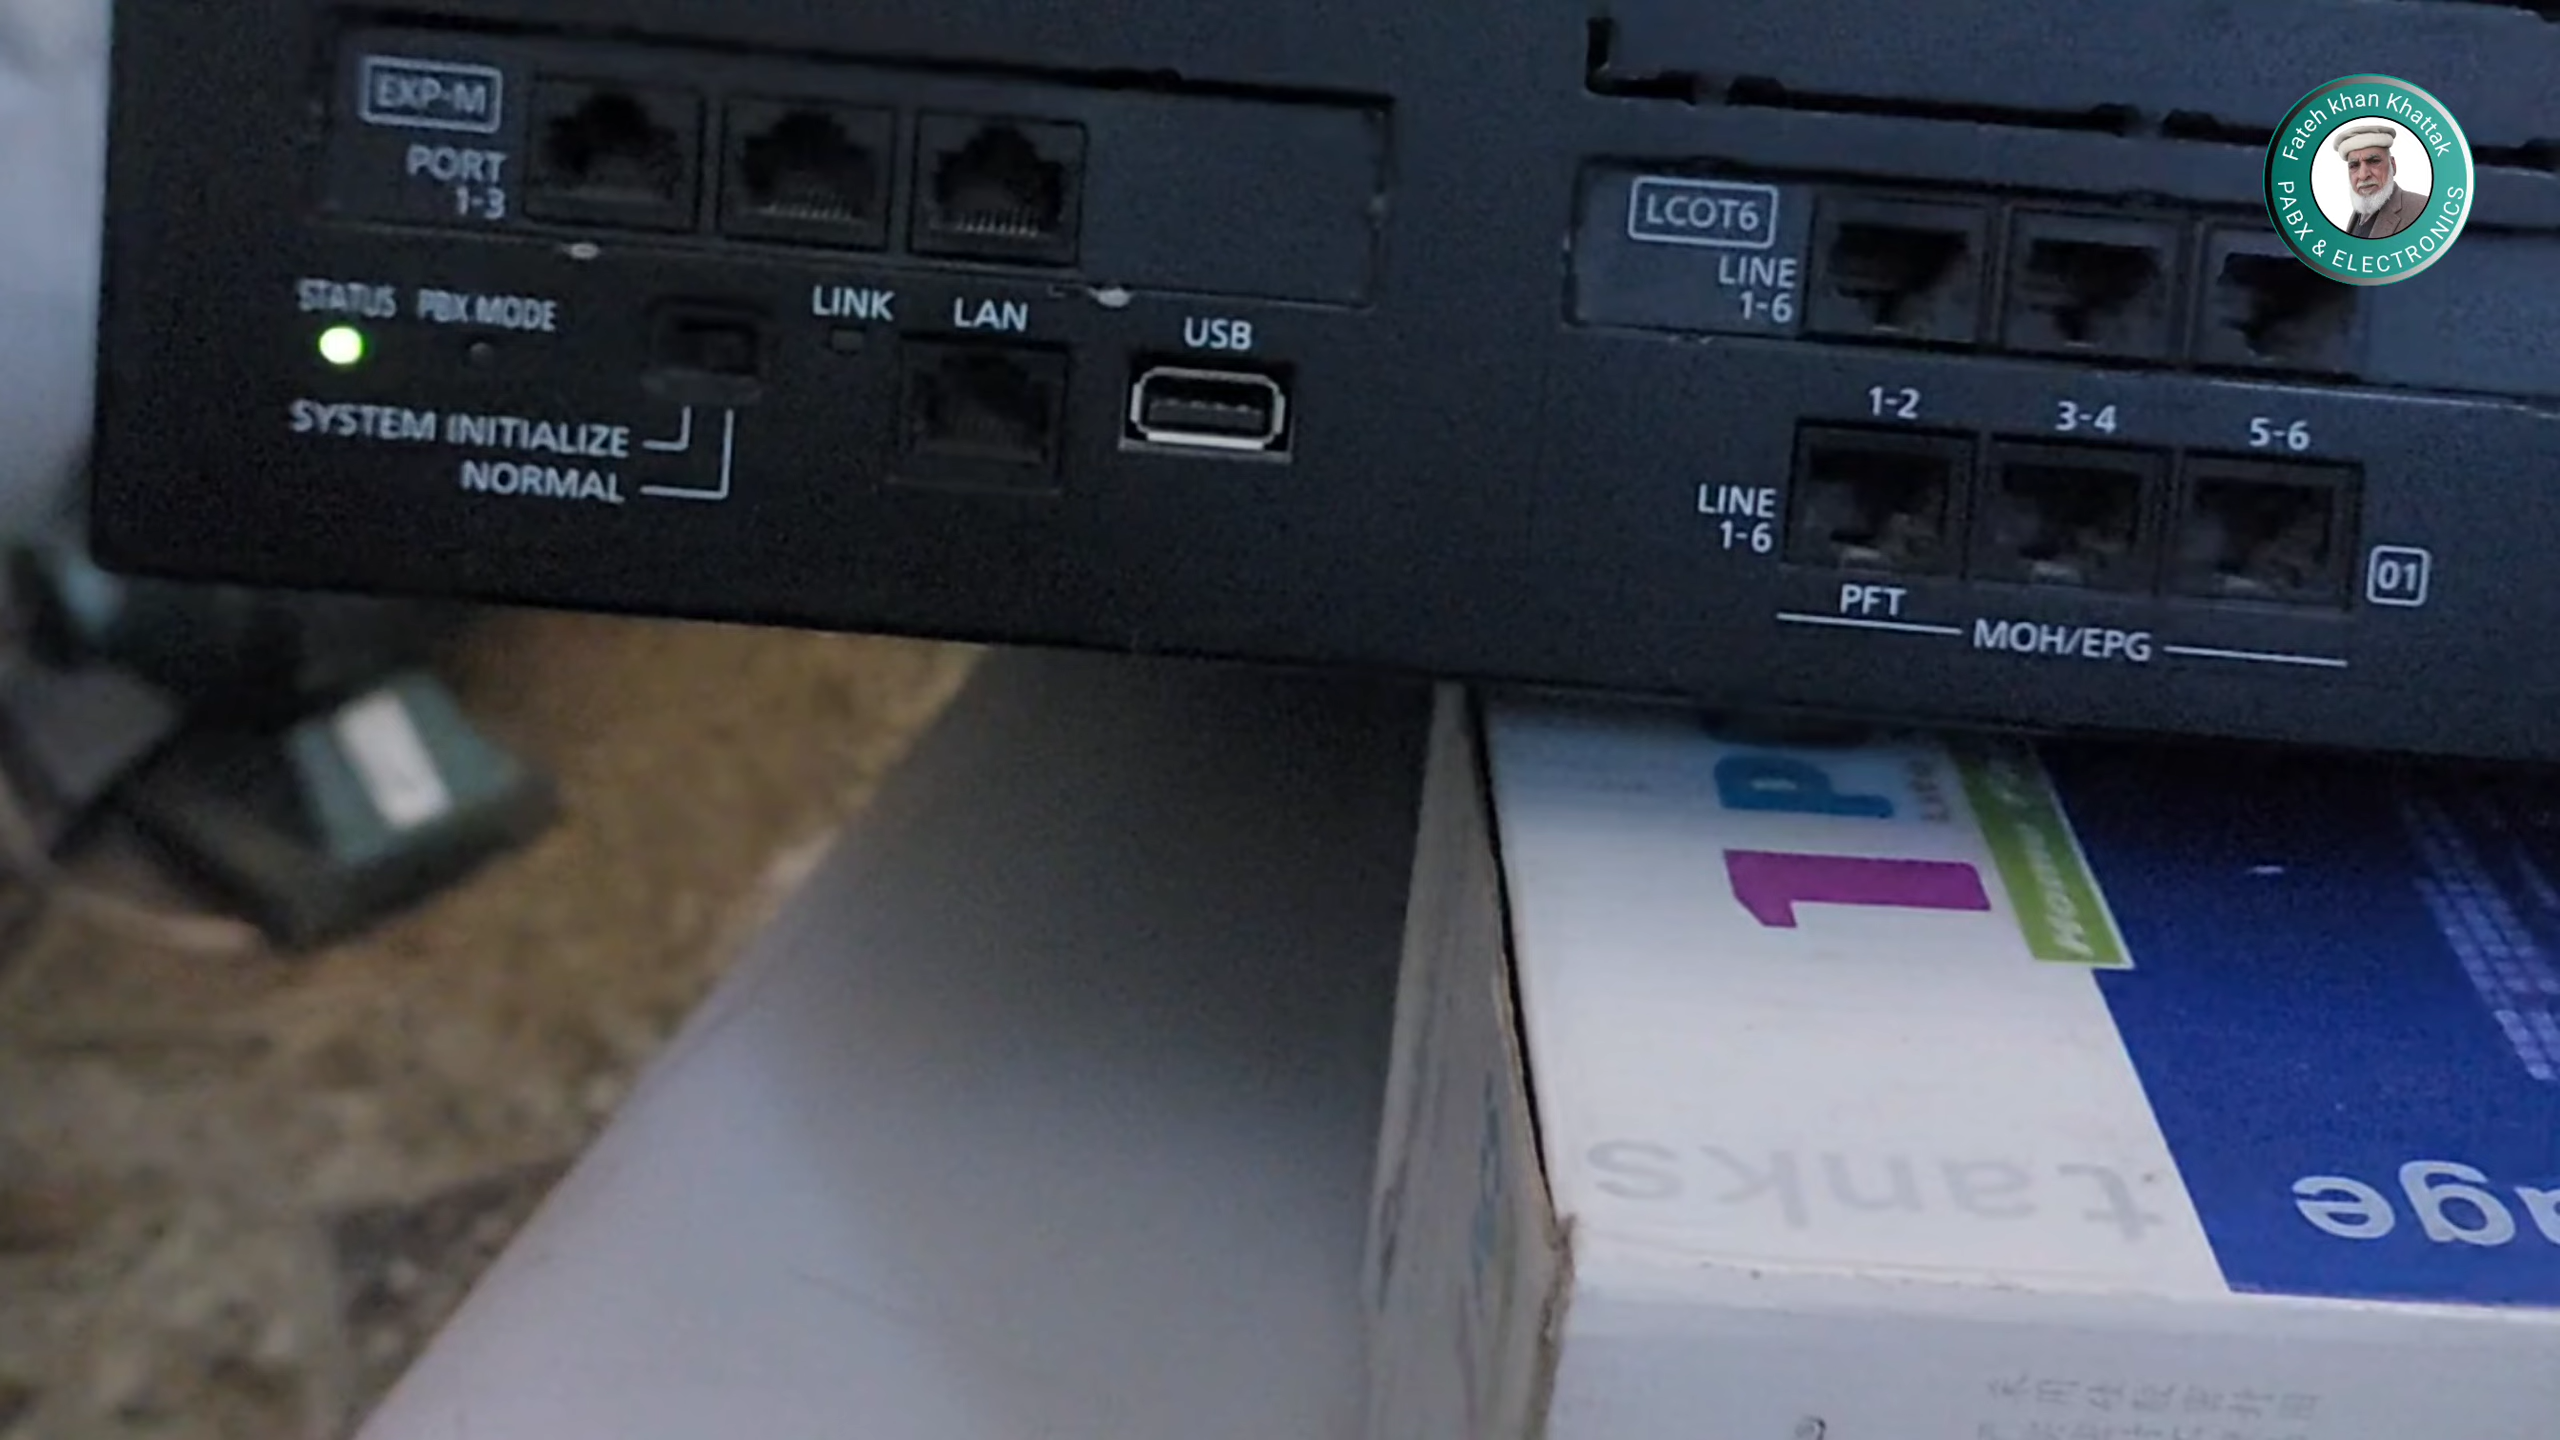 EXP-M
PORT
1-3
STATUS PBX MODE
LINK LAN USB
SYSTEM INITIALIZE
NORMAL
LCOT6
LINE
1-6
1-2 3-4 5-6
LINE
1-6
01
PFT
MOH/EPG
Fateh khan Khattak
PABX & ELECTRONICS
1P
tanks
age